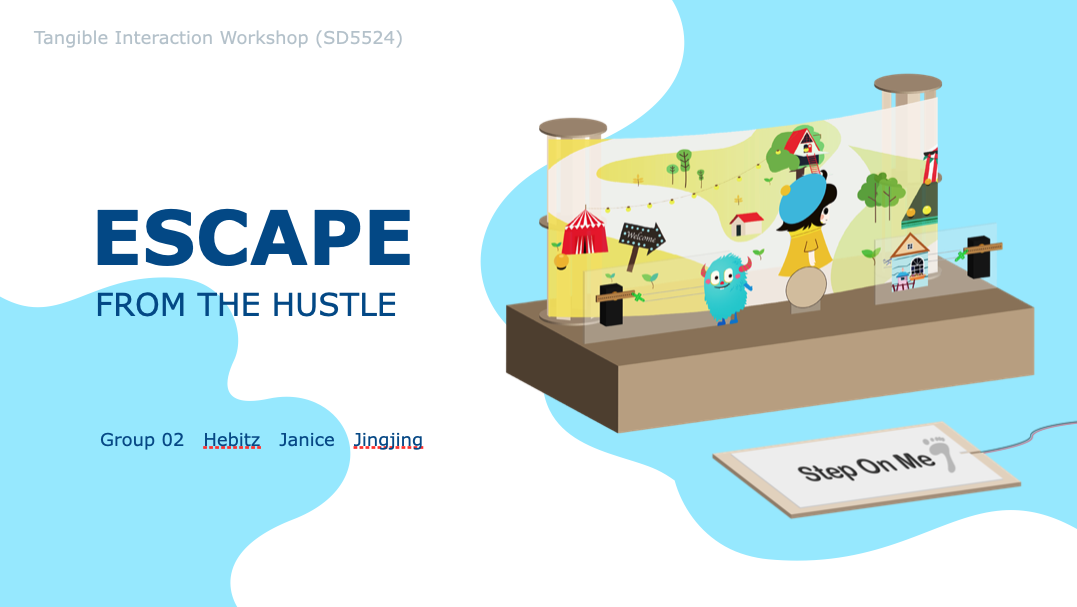 Tangible Interaction Workshop (SD5524)
ESCAPE
FROM THE HUSTLE
Group 02 Hebitz Janice Jingjing
Welcome
Step On Me